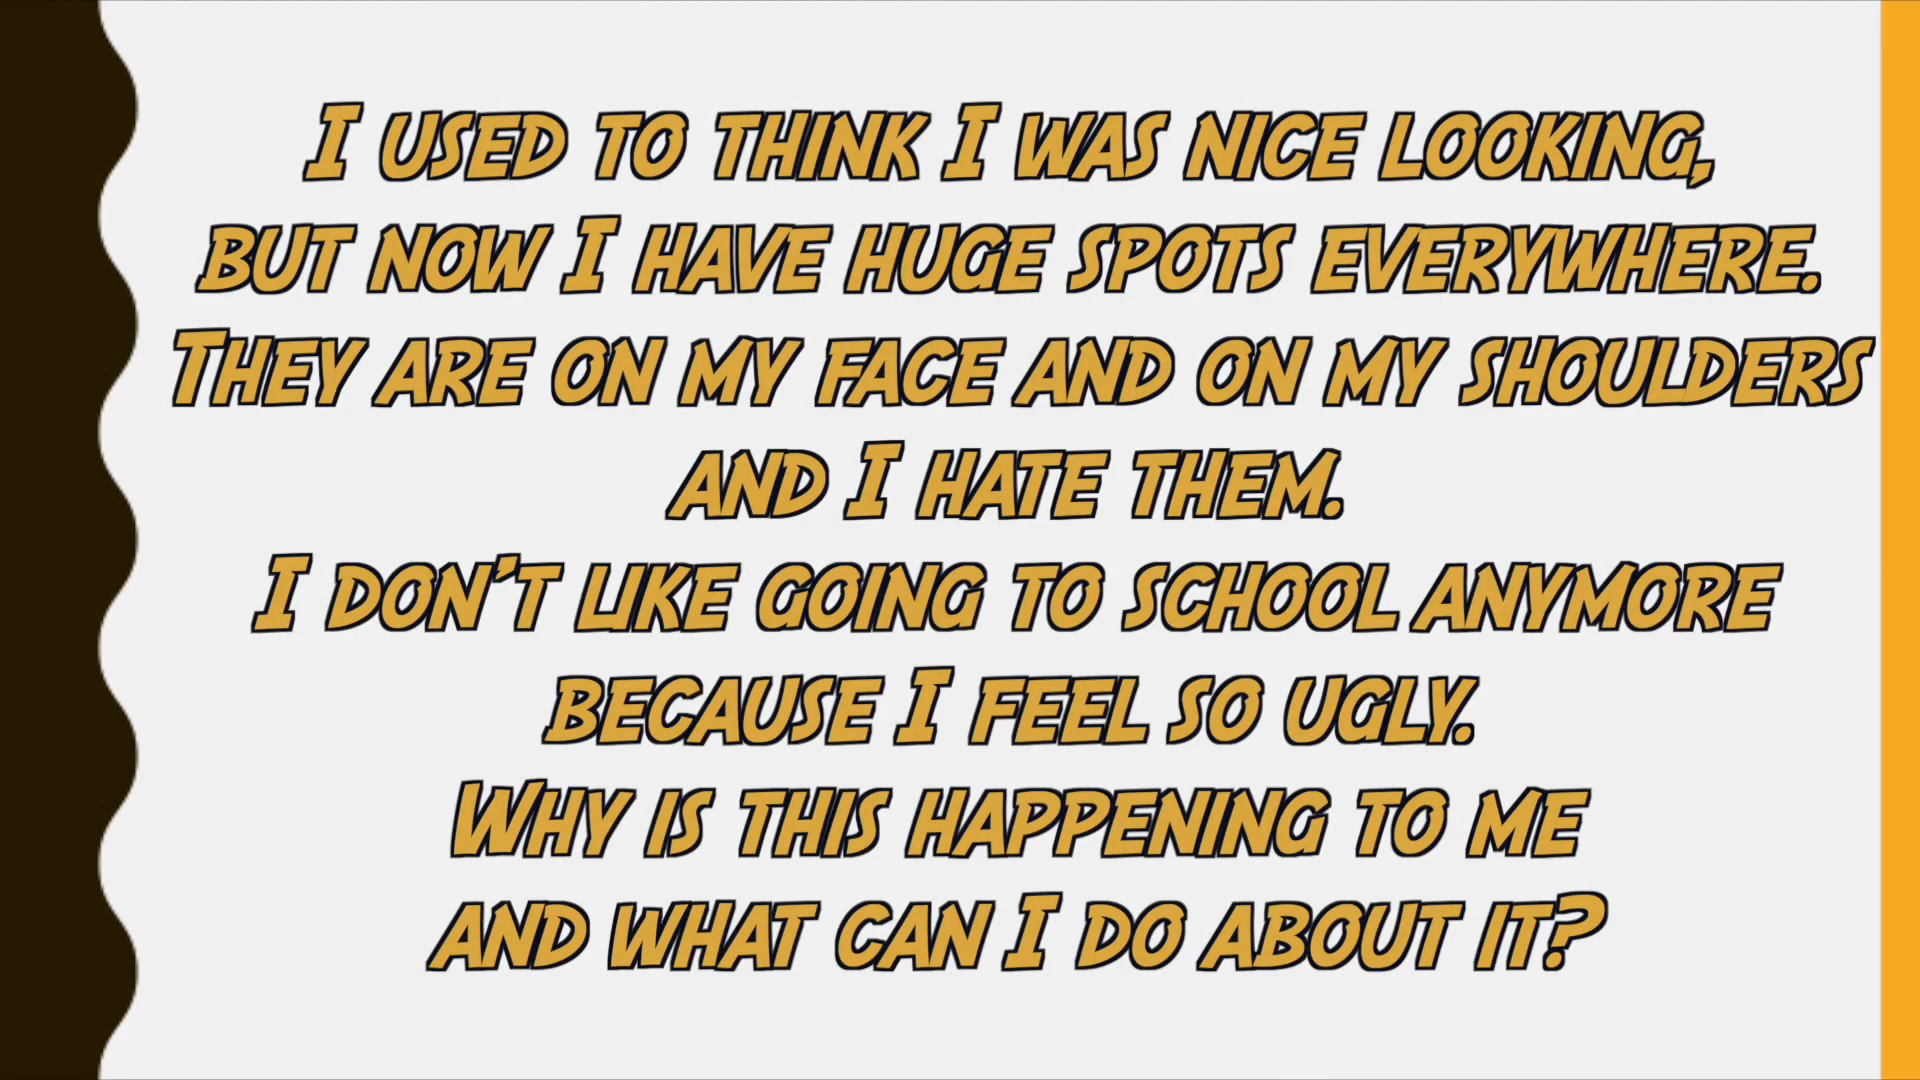 I used to think I was nice looking,
but now I have huge spots everywhere.
They are on my face and on my shoulders
and I hate them.
I don't like going to school anymore
because I feel so ugly.
Why is this happening to me
and what can I do about it?